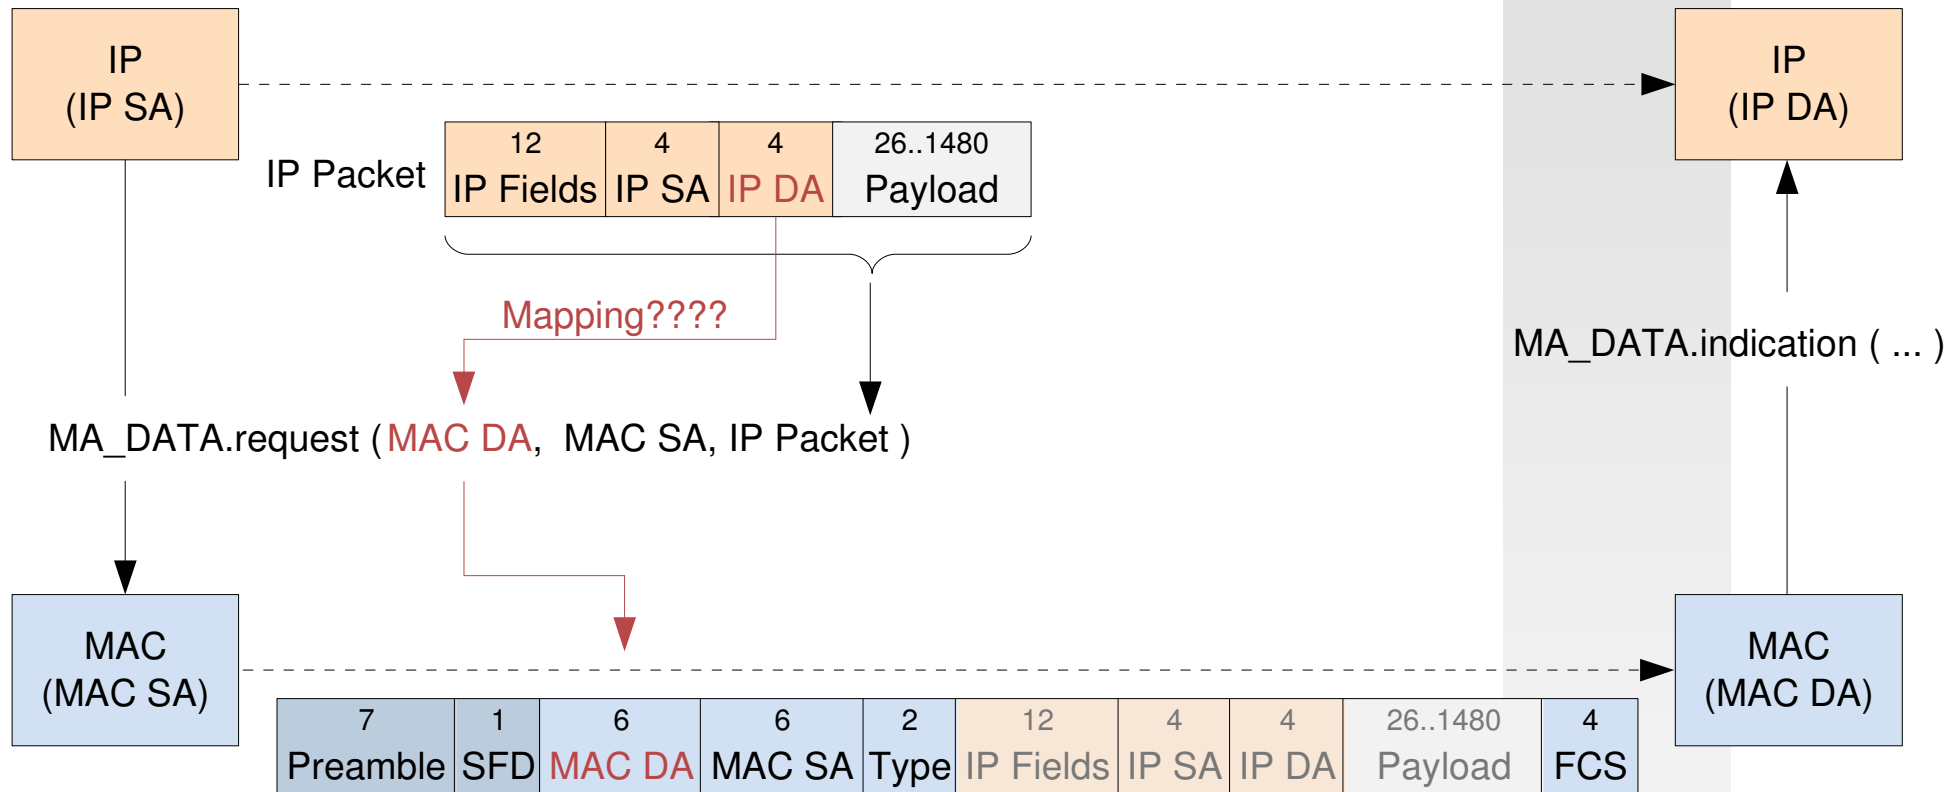 IP
(IP SA)
IP
(IP DA)
IP Packet
12 4 4 26..1480
IP Fields IP SA IP DA Payload
Mapping????
MA_DATA.indication ( ... )
MA_DATA.request ( MAC DA, MAC SA, IP Packet )
MAC
(MAC SA)
MAC
(MAC DA)
7 1 6 6 2 12 4 4 26..1480 4
Preamble SFD MAC DA MAC SA Type IP Fields IP SA IP DA Payload FCS